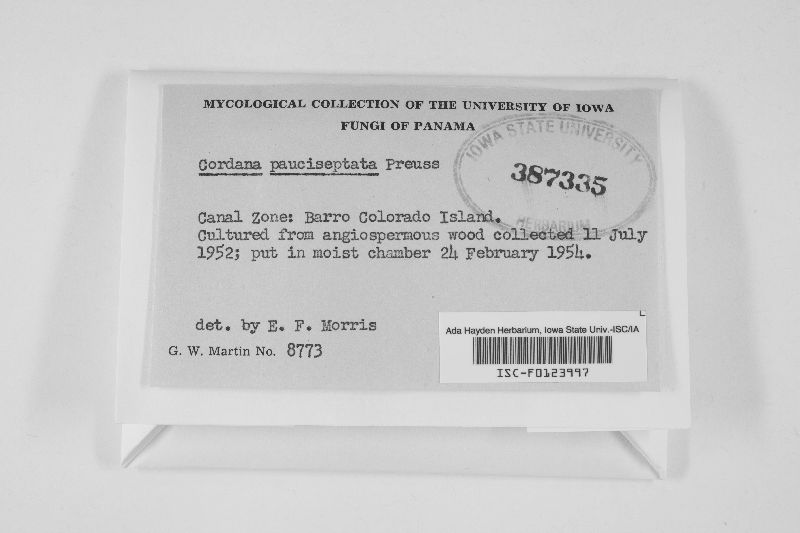 MYCOLOGICAL COLLECTION OF THE UNIVERSITY OF IOWA
FUNGI OF PANAMA
IOWA STATE UNIVERSITY
387335
HERBARIUM
Cordana pauciseptata Preuss
Canal Zone: Barro Colorado Island.
Cultured from angiospermous wood collected 11 July
1952; put in moist chamber 24 February 1954.
det. by E. F. Morris
G. W. Martin No. 8773
Ada Hayden Herbarium, Iowa State Univ.-ISC/IA
ISC-F0123997